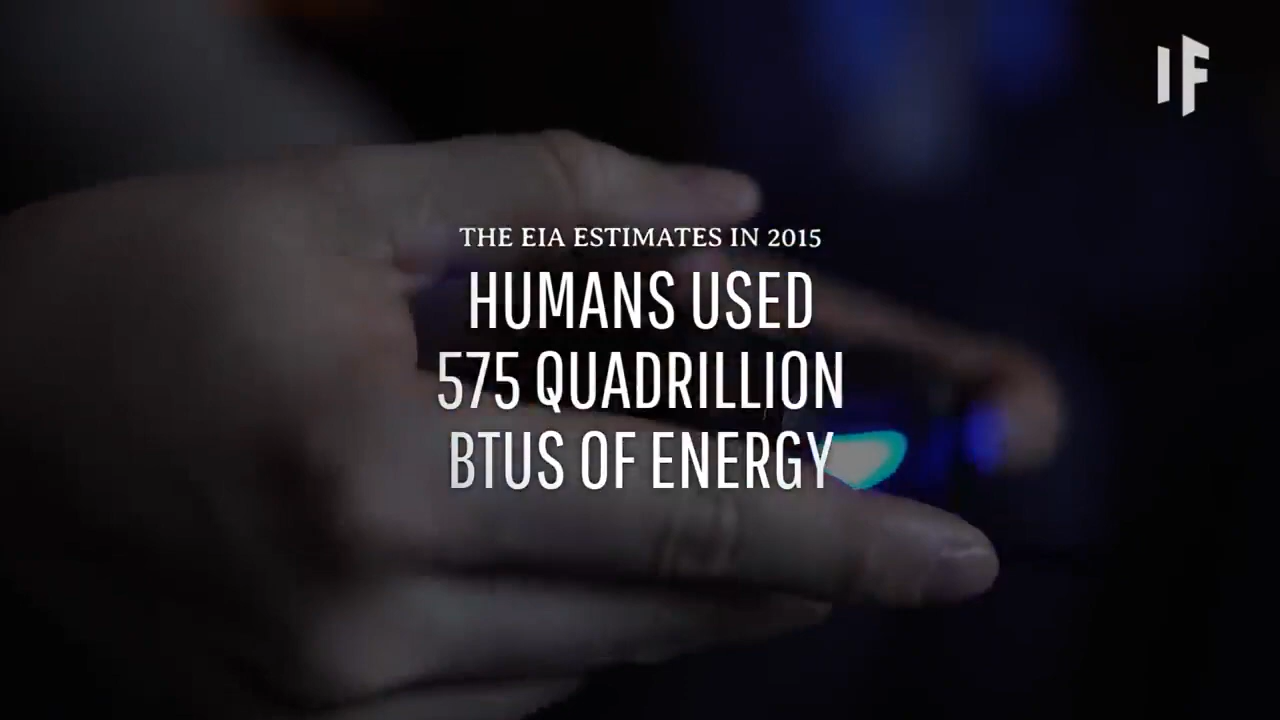 IF
THE EIA ESTIMATES IN 2015
HUMANS USED
575 QUADRILLION
BTUS OF ENERGY